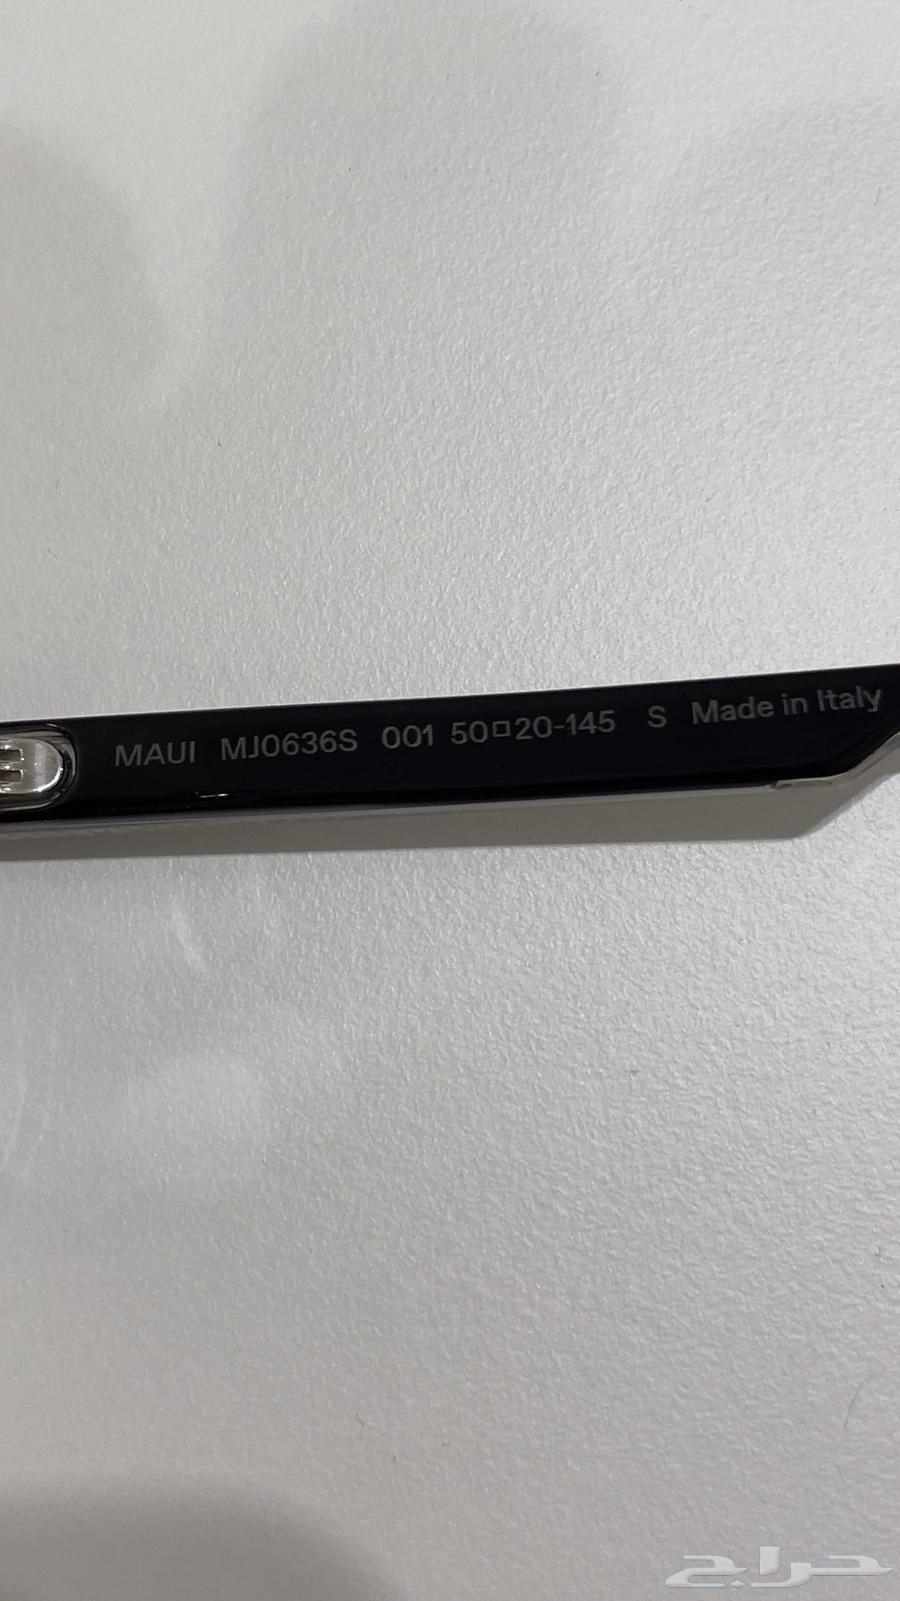 MAUI MJ0636S 001 50□20-145 S Made in Italy
حراج